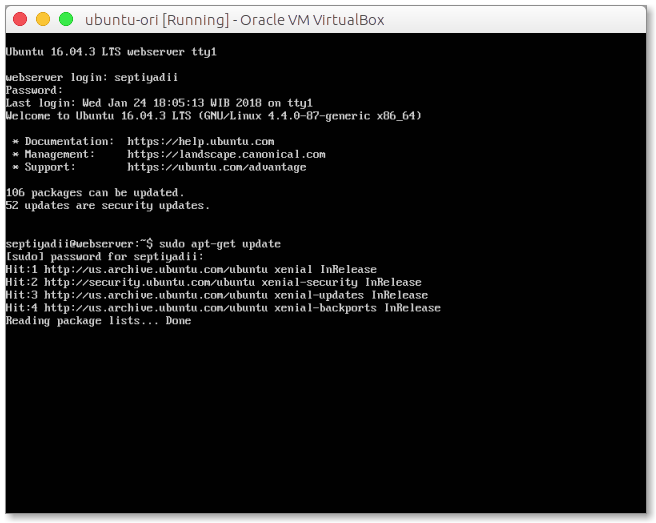 ubuntu-ori [Running] - Oracle VM VirtualBox
Ubuntu 16.04.3 LTS webserver tty1
webserver login: septiyadii
Password:
Last login: Wed Jan 24 18:05:13 WIB 2018 on tty1
Welcome to Ubuntu 16.04.3 LTS (GNU/Linux 4.4.0-87-generic x86_64)
* Documentation:  https://help.ubuntu.com
* Management:     https://landscape.canonical.com
* Support:        https://ubuntu.com/advantage
106 packages can be updated.
52 updates are security updates.
septiyadii@webserver:~$ sudo apt-get update
[sudo] password for septiyadii:
Hit:1 http://us.archive.ubuntu.com/ubuntu xenial InRelease
Hit:2 http://security.ubuntu.com/ubuntu xenial-security InRelease
Hit:3 http://us.archive.ubuntu.com/ubuntu xenial-updates InRelease
Hit:4 http://us.archive.ubuntu.com/ubuntu xenial-backports InRelease
Reading package lists... Done